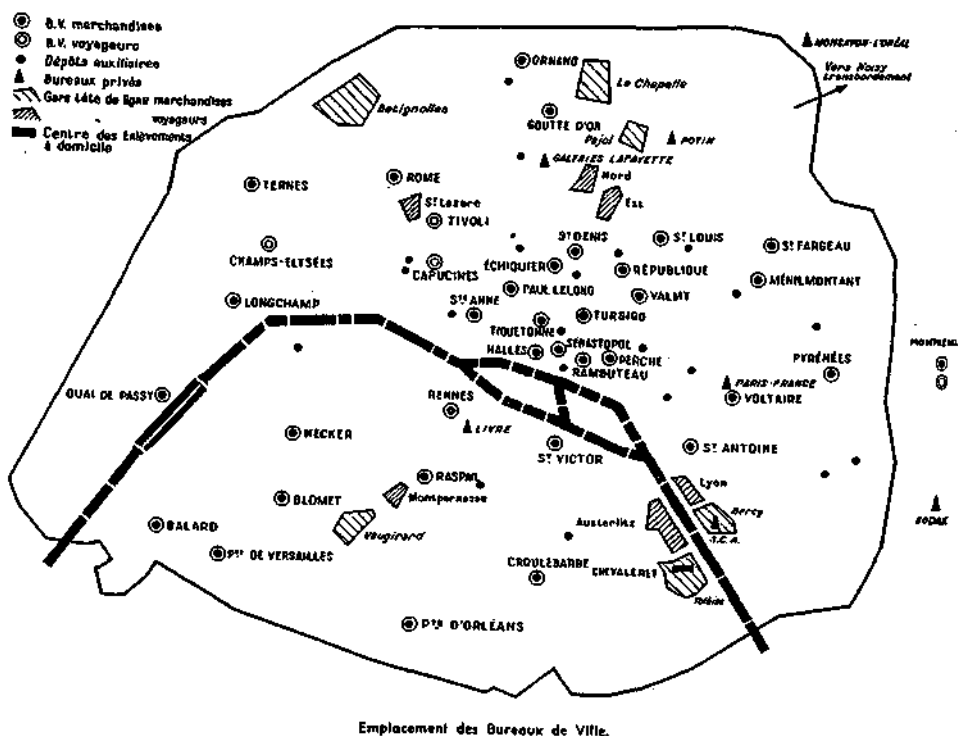 B.V. marchandises
B.V. voyageurs
Dépôts auxiliaires
Bureaux privés
Gare tête de ligne marchandises
voyageurs
Centre des Enlèvements
à domicile
MONSAVON-L'ORÉAL
Vers Noisy
transbordement
ORNANO
La Chapelle
Batignolles
GOUTTE D'OR
Pajol
POTIN
GALERIES LAFAYETTE
Nord
TERNES
ROME
St Lazare
Est
TIVOLI
St DENIS
St LOUIS
St FARGEAU
CHAMPS-ELYSÉES
CAPUCINES
ÉCHIQUIER
RÉPUBLIQUE
MÉNILMONTANT
LONGCHAMP
PAUL LELONG
VALMY
Ste ANNE
TIQUETONNE
TURBIGO
HALLES
SÉBASTOPOL
PERCHE
RAMBUTEAU
PYRÉNÉES
MONTREUIL
QUAI DE PASSY
RENNES
PARIS-FRANCE
VOLTAIRE
LIVRE
NECKER
St VICTOR
St ANTOINE
RASPAIL
Lyon
BLOMET
Montparnasse
Bercy
KODAK
BALARD
Vaugirard
Austerlitz
S.C.A.
Pte DE VERSAILLES
CROULEBARBE
CHEVALERET
Tolbiac
Pte D'ORLÉANS
Emplacement des Bureaux de Ville.